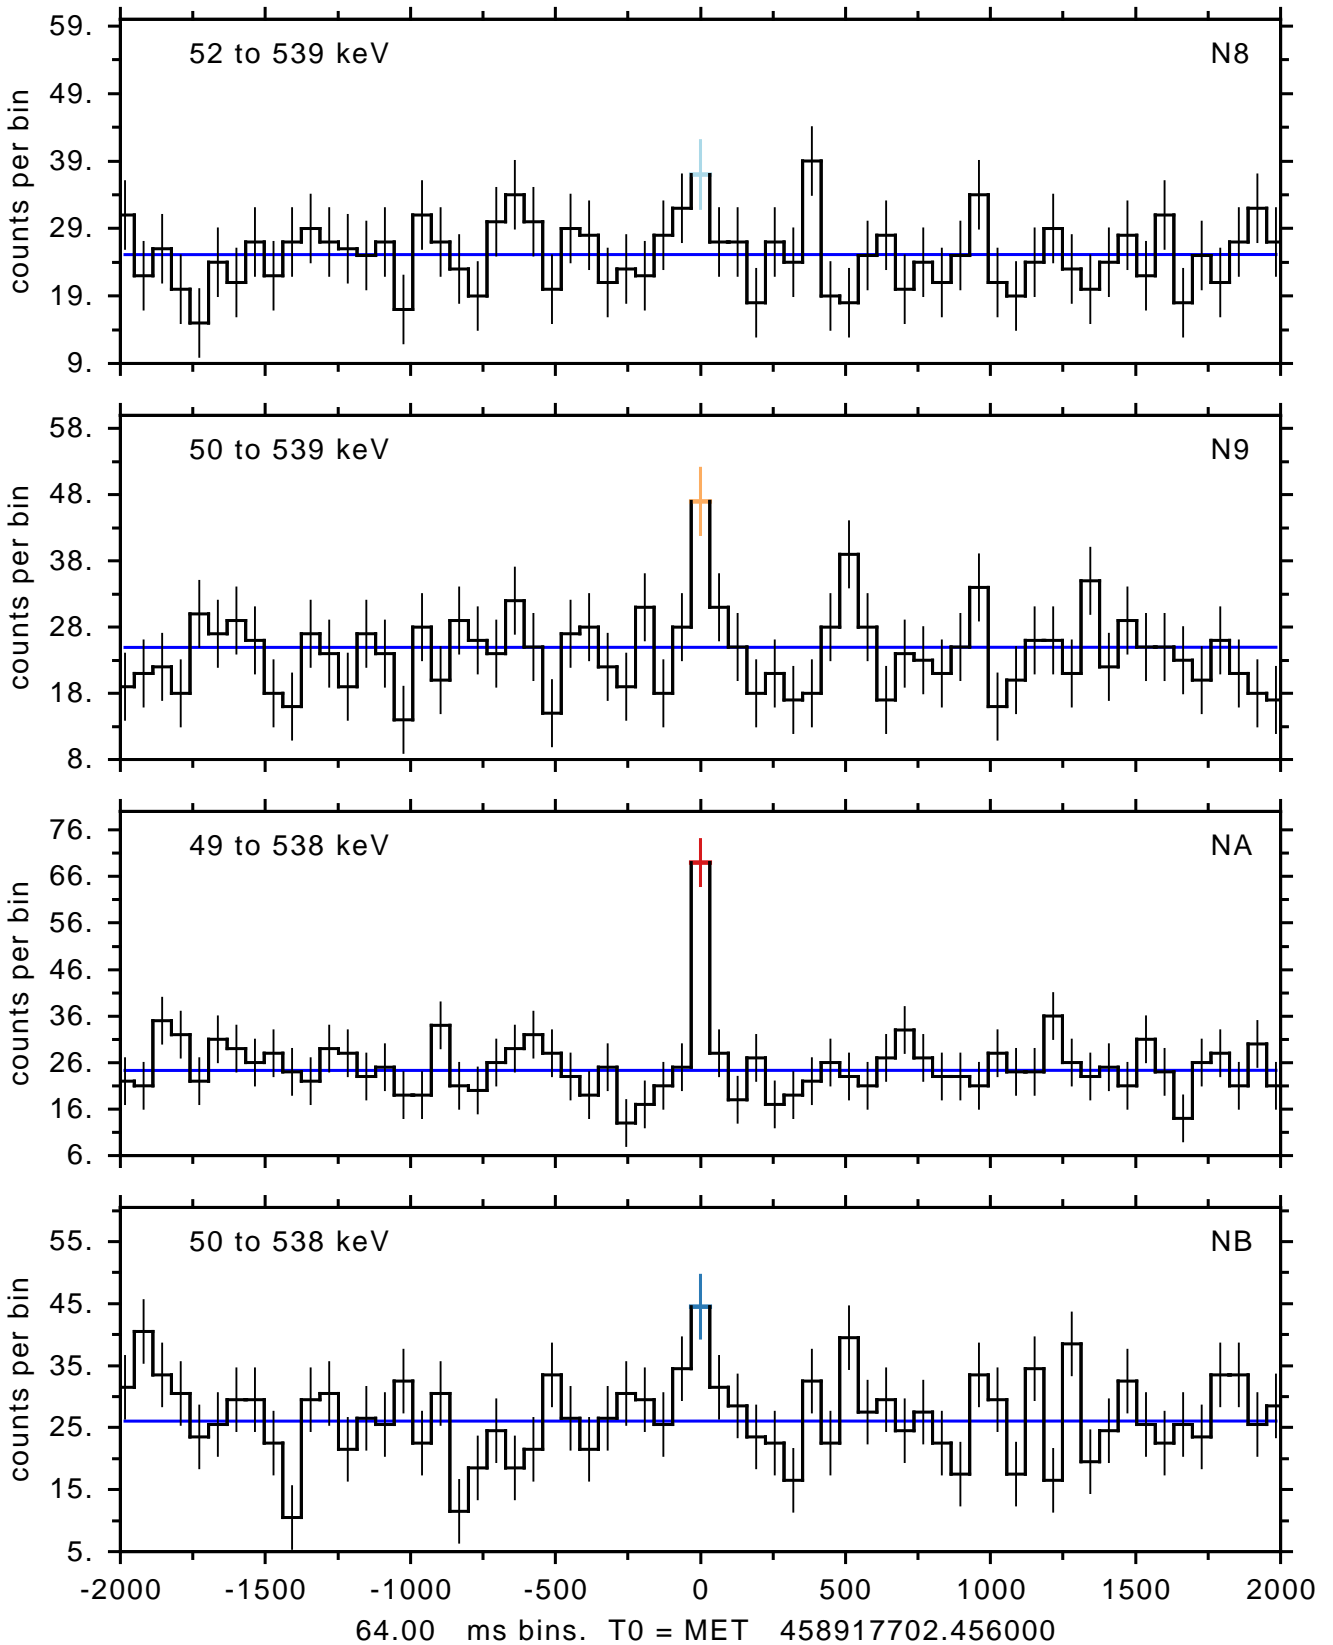 59.
52 to 539 keV
N8
49.
39.
29.
19.
9.
counts per bin
58.
50 to 539 keV
N9
48.
38.
28.
18.
8.
counts per bin
76.
49 to 538 keV
NA
66.
56.
46.
36.
26.
16.
6.
counts per bin
55.
50 to 538 keV
NB
45.
35.
25.
15.
5.
counts per bin
-2000 -1500 -1000 -500 0 500 1000 1500 2000
64.00 ms bins. T0 = MET 458917702.456000